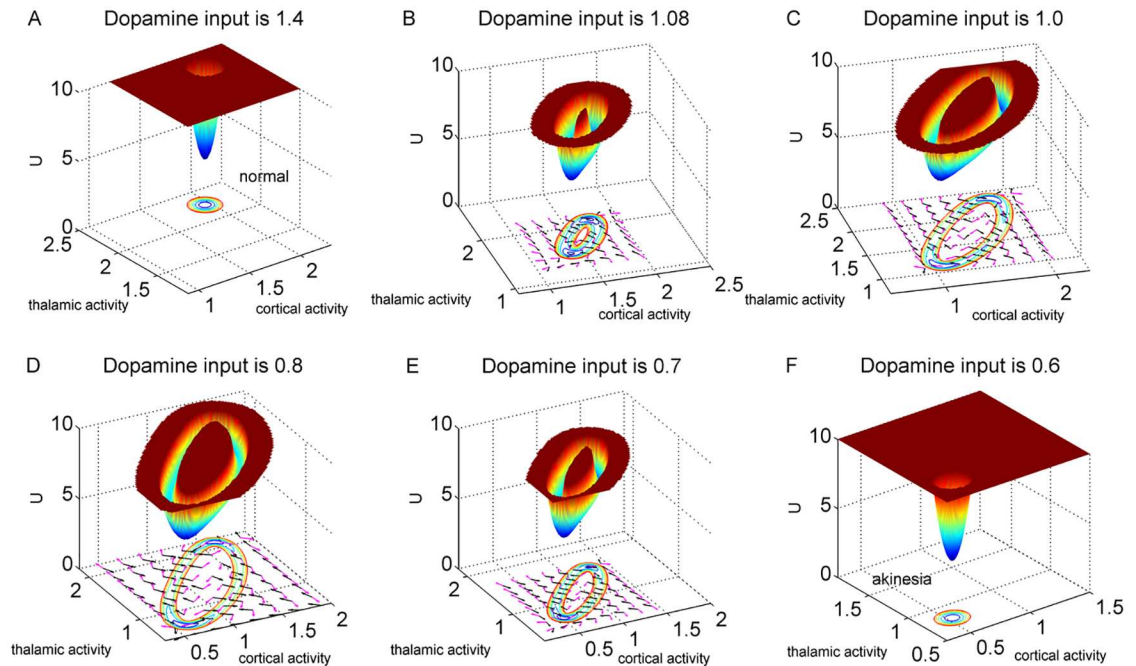 A Dopamine input is 1.4
10
5
0
U
normal
2.5
2
1.5
1
thalamic activity
1
1.5
2
cortical activity
B Dopamine input is 1.08
10
5
0
U
2
1
thalamic activity
1
1.5
2
2.5
cortical activity
C Dopamine input is 1.0
10
5
0
U
2.5
2
1.5
1
thalamic activity
1
2
cortical activity
D Dopamine input is 0.8
10
5
0
U
2
1
thalamic activity
0.5
1
1.5
2
cortical activity
E Dopamine input is 0.7
10
5
0
U
2
1
thalamic activity
0.5
1
1.5
2
cortical activity
F Dopamine input is 0.6
10
5
0
U
akinesia
1.5
1
0.5
thalamic activity
0.5
1
1.5
cortical activity